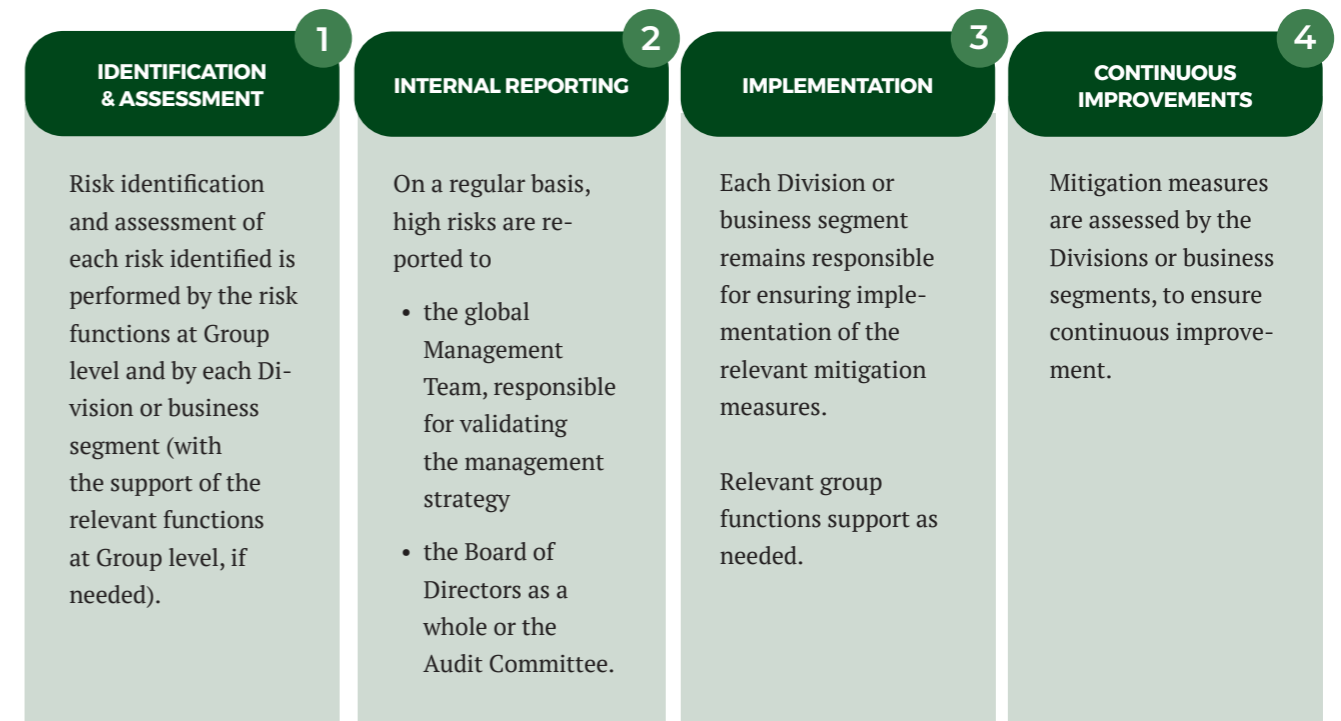 1
IDENTIFICATION
& ASSESSMENT
Risk identification
and assessment of
each risk identified is
performed by the risk
functions at Group
level and by each Di-
vision or business
segment (with
the support of the
relevant functions
at Group level, if
needed).
2
INTERNAL REPORTING
On a regular basis,
high risks are re-
ported to
• the global
Management
Team, responsible
for validating
the management
strategy
• the Board of
Directors as a
whole or the
Audit Committee.
3
IMPLEMENTATION
Each Division or
business segment
remains responsible
for ensuring imple-
mentation of the
relevant mitigation
measures.
Relevant group
functions support as
needed.
4
CONTINUOUS
IMPROVEMENTS
Mitigation measures
are assessed by the
Divisions or business
segments, to ensure
continuous improve-
ment.